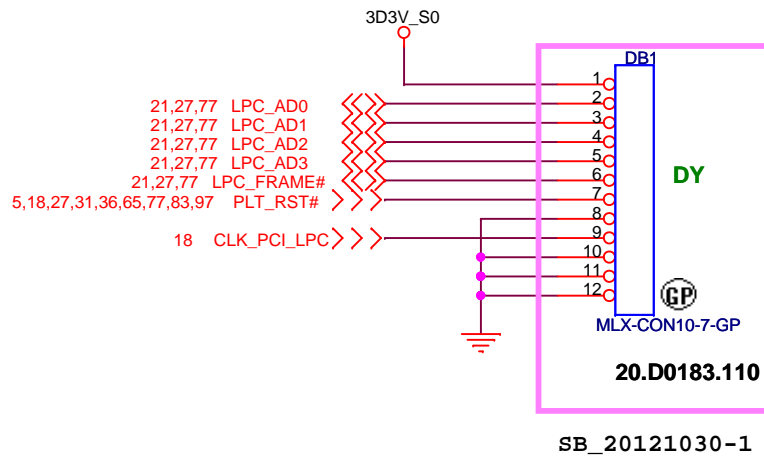 3D3V_S0
DB1
1
21,27,77 LPC_AD0 2
21,27,77 LPC_AD1 3
21,27,77 LPC_AD2 4
21,27,77 LPC_AD3 5
21,27,77 LPC_FRAME# 6
5,18,27,31,36,65,77,83,97 PLT_RST# 7
DY
8
18 CLK_PCI_LPC 9
10
11
12
GP
MLX-CON10-7-GP
20.D0183.110
SB_20121030-1